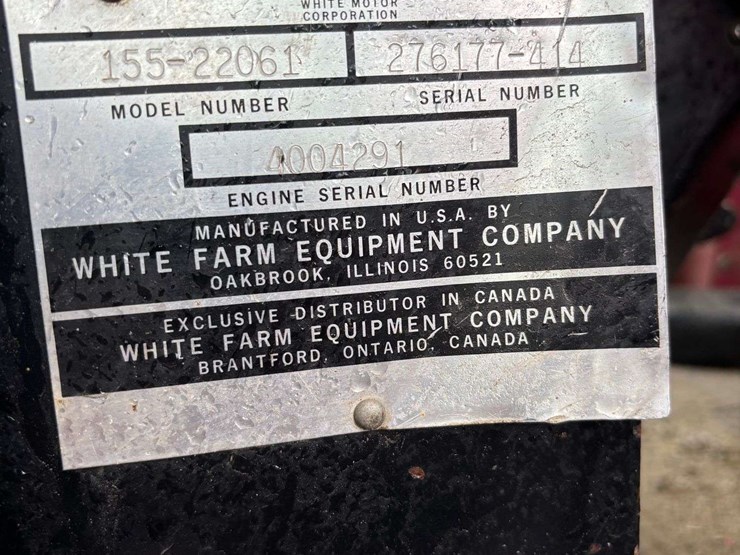 WHITE MOTOR
CORPORATION
155-22061 276177-414
MODEL NUMBER SERIAL NUMBER
4004291
ENGINE SERIAL NUMBER
MANUFACTURED IN U.S.A. BY
WHITE FARM EQUIPMENT COMPANY
OAKBROOK, ILLINOIS 60521
EXCLUSIVE DISTRIBUTOR IN CANADA
WHITE FARM EQUIPMENT COMPANY
BRANTFORD, ONTARIO, CANADA